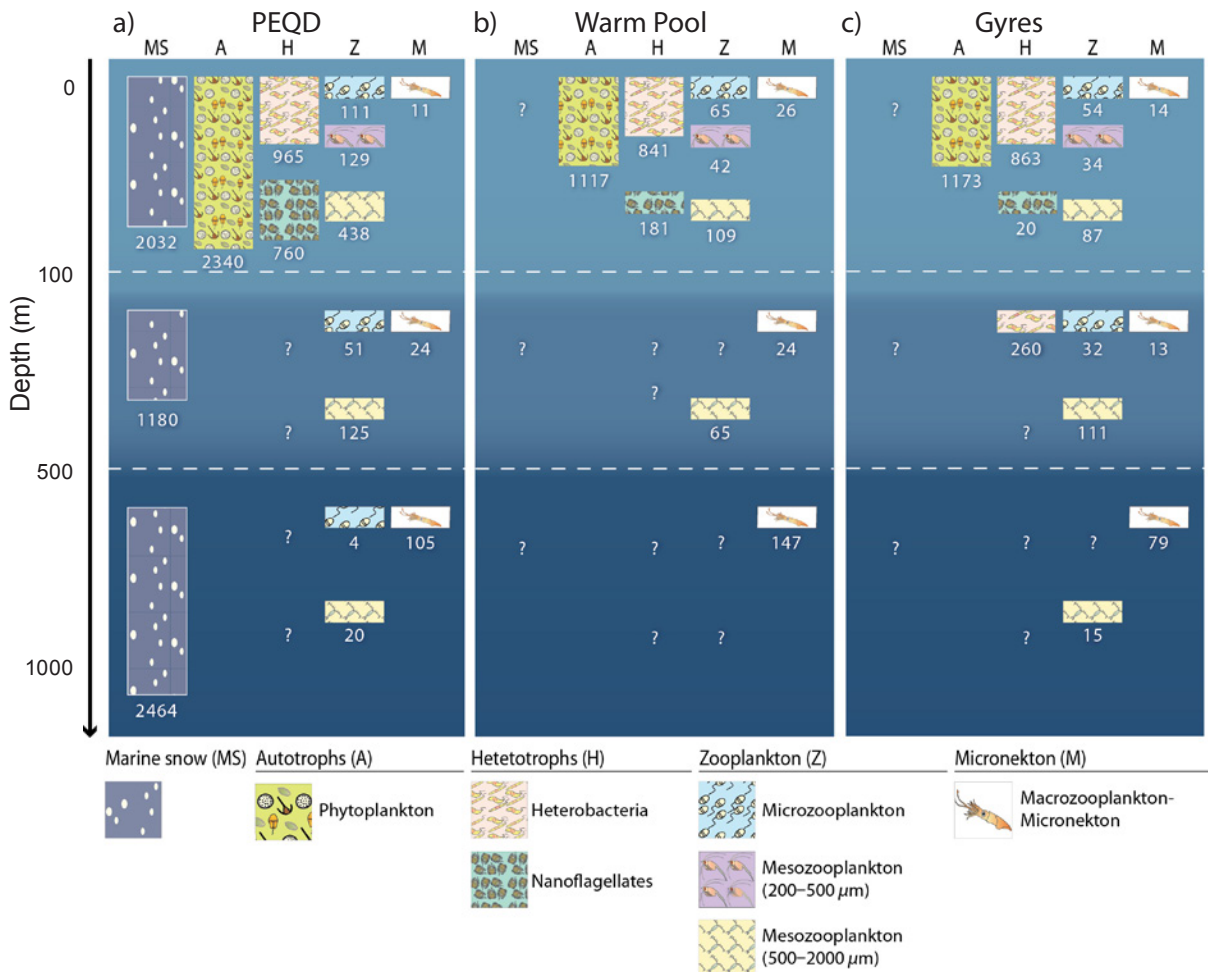 a) PEQD b) Warm Pool c) Gyres
MS A H Z M MS A H Z M MS A H Z M
0
111 11 ? 65 26 ? 54 14
965 129 841 42 863 34
1117 1173
2032 2340 760 438 181 109 20 87
100
Depth (m)
? 51 24 ? ? ? 24 ? 260 32 13
?
1180 ? 125 65 ? 111
500
? 4 105 ? ? ? 147 ? ? ? 79
? 20 ? ? ? 15
1000
2464
Marine snow (MS) Autotrophs (A) Hetetotrophs (H) Zooplankton (Z) Micronekton (M)
Phytoplankton Heterobacteria Microzooplankton Macrozooplankton-
Micronekton
Nanoflagellates Mesozooplankton
(200–500 µm)
Mesozooplankton
(500–2000 µm)